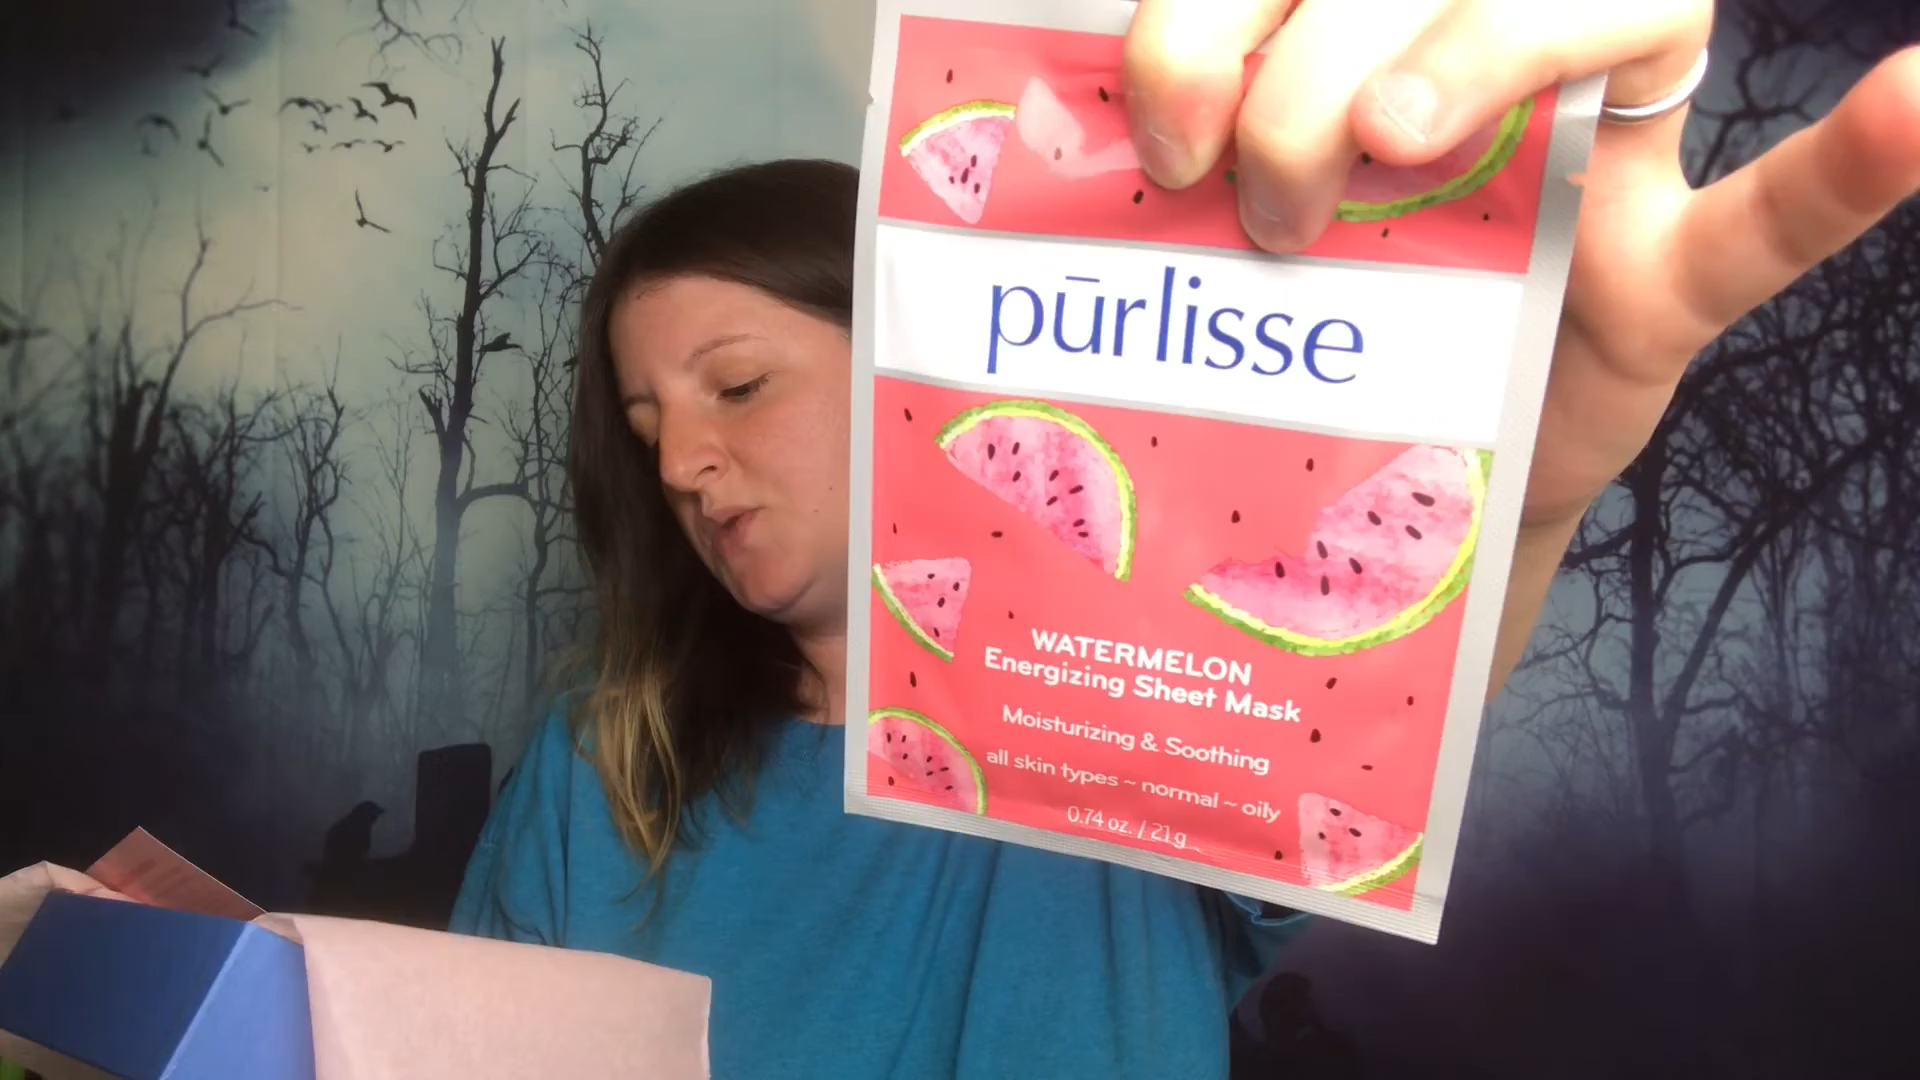 pūrlisse
WATERMELON
Energizing Sheet Mask
Moisturizing & Soothing
all skin types ~ normal ~ oily
0.74 oz. / 21 g